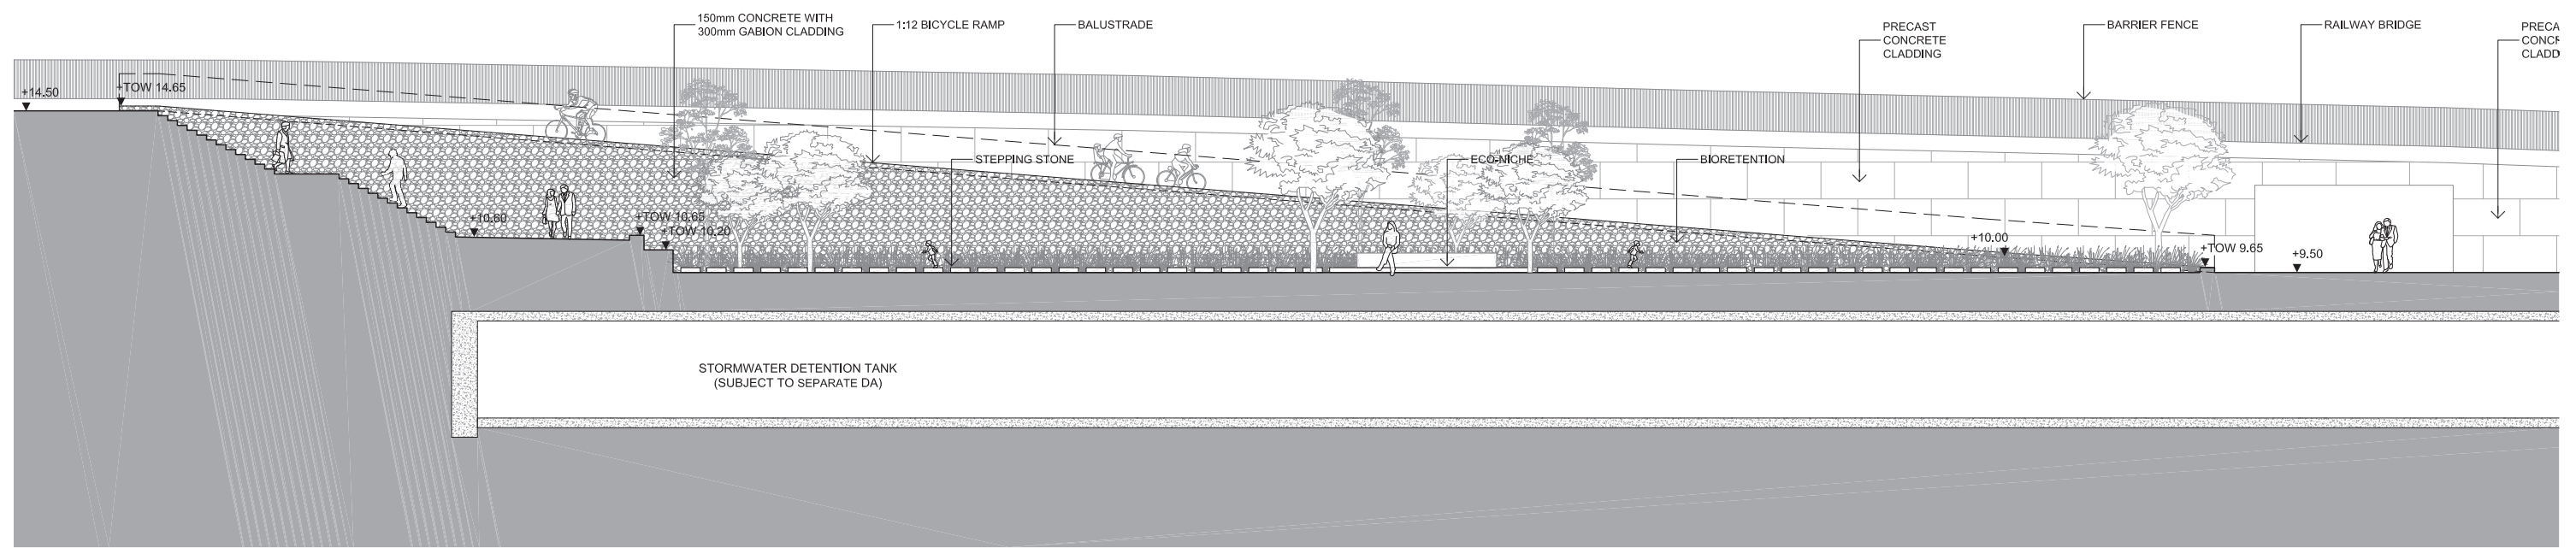 150mm CONCRETE WITH
300mm GABION CLADDING
1:12 BICYCLE RAMP
BALUSTRADE
PRECAST
CONCRETE
CLADDING
BARRIER FENCE
RAILWAY BRIDGE
PRECA
CONCR
CLADD
+14.50
+TOW 14.65
STEPPING STONE
ECO-NICHE
BIORETENTION
+10.60
+TOW 10.65
+TOW 10.20
+10.00
+TOW 9.65
+9.50
STORMWATER DETENTION TANK
(SUBJECT TO SEPARATE DA)